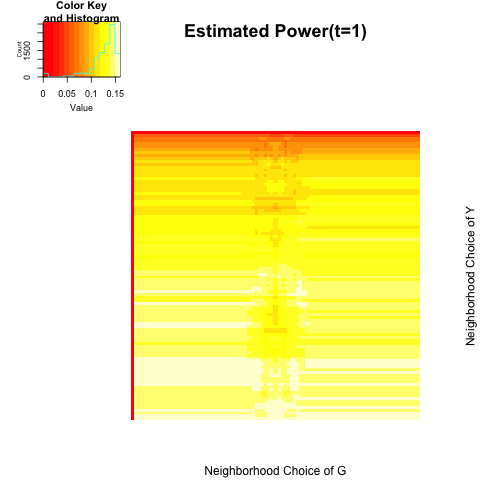 Color Key
and Histogram
Estimated Power(t=1)
Count
0 1500
0 0.05 0.1 0.15
Value
Neighborhood Choice of Y
Neighborhood Choice of G